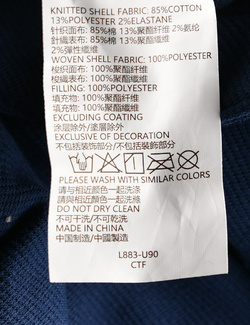 KNITTED SHELL FABRIC: 85%COTTON
13%POLYESTER 2%ELASTANE
针织面料: 85%棉 13%聚酯纤维 2%氨纶
針織表布: 85%棉 13%聚酯纖維
2%彈性纖維
WOVEN SHELL FABRIC: 100%POLYESTER
梭织面布: 100%聚酯纤维
梭織表布: 100%聚酯纖維
FILLING: 100%POLYESTER
填充物: 100%聚酯纤维
填充物: 100%聚酯纖維
EXCLUDING COATING
涂层除外/塗層除外
EXCLUSIVE OF DECORATION
不包括装饰部分/不包括裝飾部分
PLEASE WASH WITH SIMILAR COLORS
请与相近颜色一起洗涤
請與相近顏色一起洗滌
DO NOT DRY CLEAN
不可干洗/不可乾洗
MADE IN CHINA
中国制造/中國製造
L883-U90
CTF